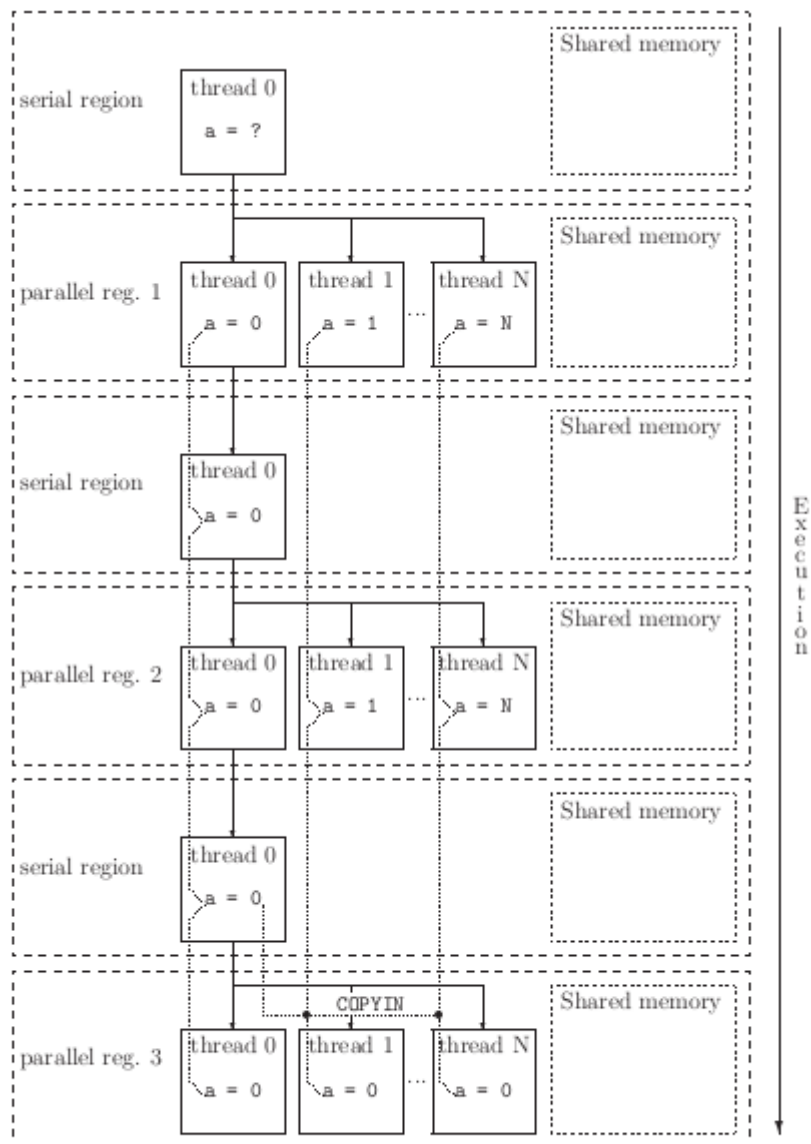 Shared memory
serial region
thread 0
a = ?
Shared memory
parallel reg. 1
thread 0
thread 1
thread N
a = 0
a = 1
...
a = N
Shared memory
serial region
thread 0
a = 0
Shared memory
parallel reg. 2
thread 0
thread 1
thread N
a = 0
a = 1
...
a = N
Shared memory
serial region
thread 0
a = 0
Shared memory
COPYIN
parallel reg. 3
thread 0
thread 1
thread N
a = 0
a = 0
...
a = 0
Execution